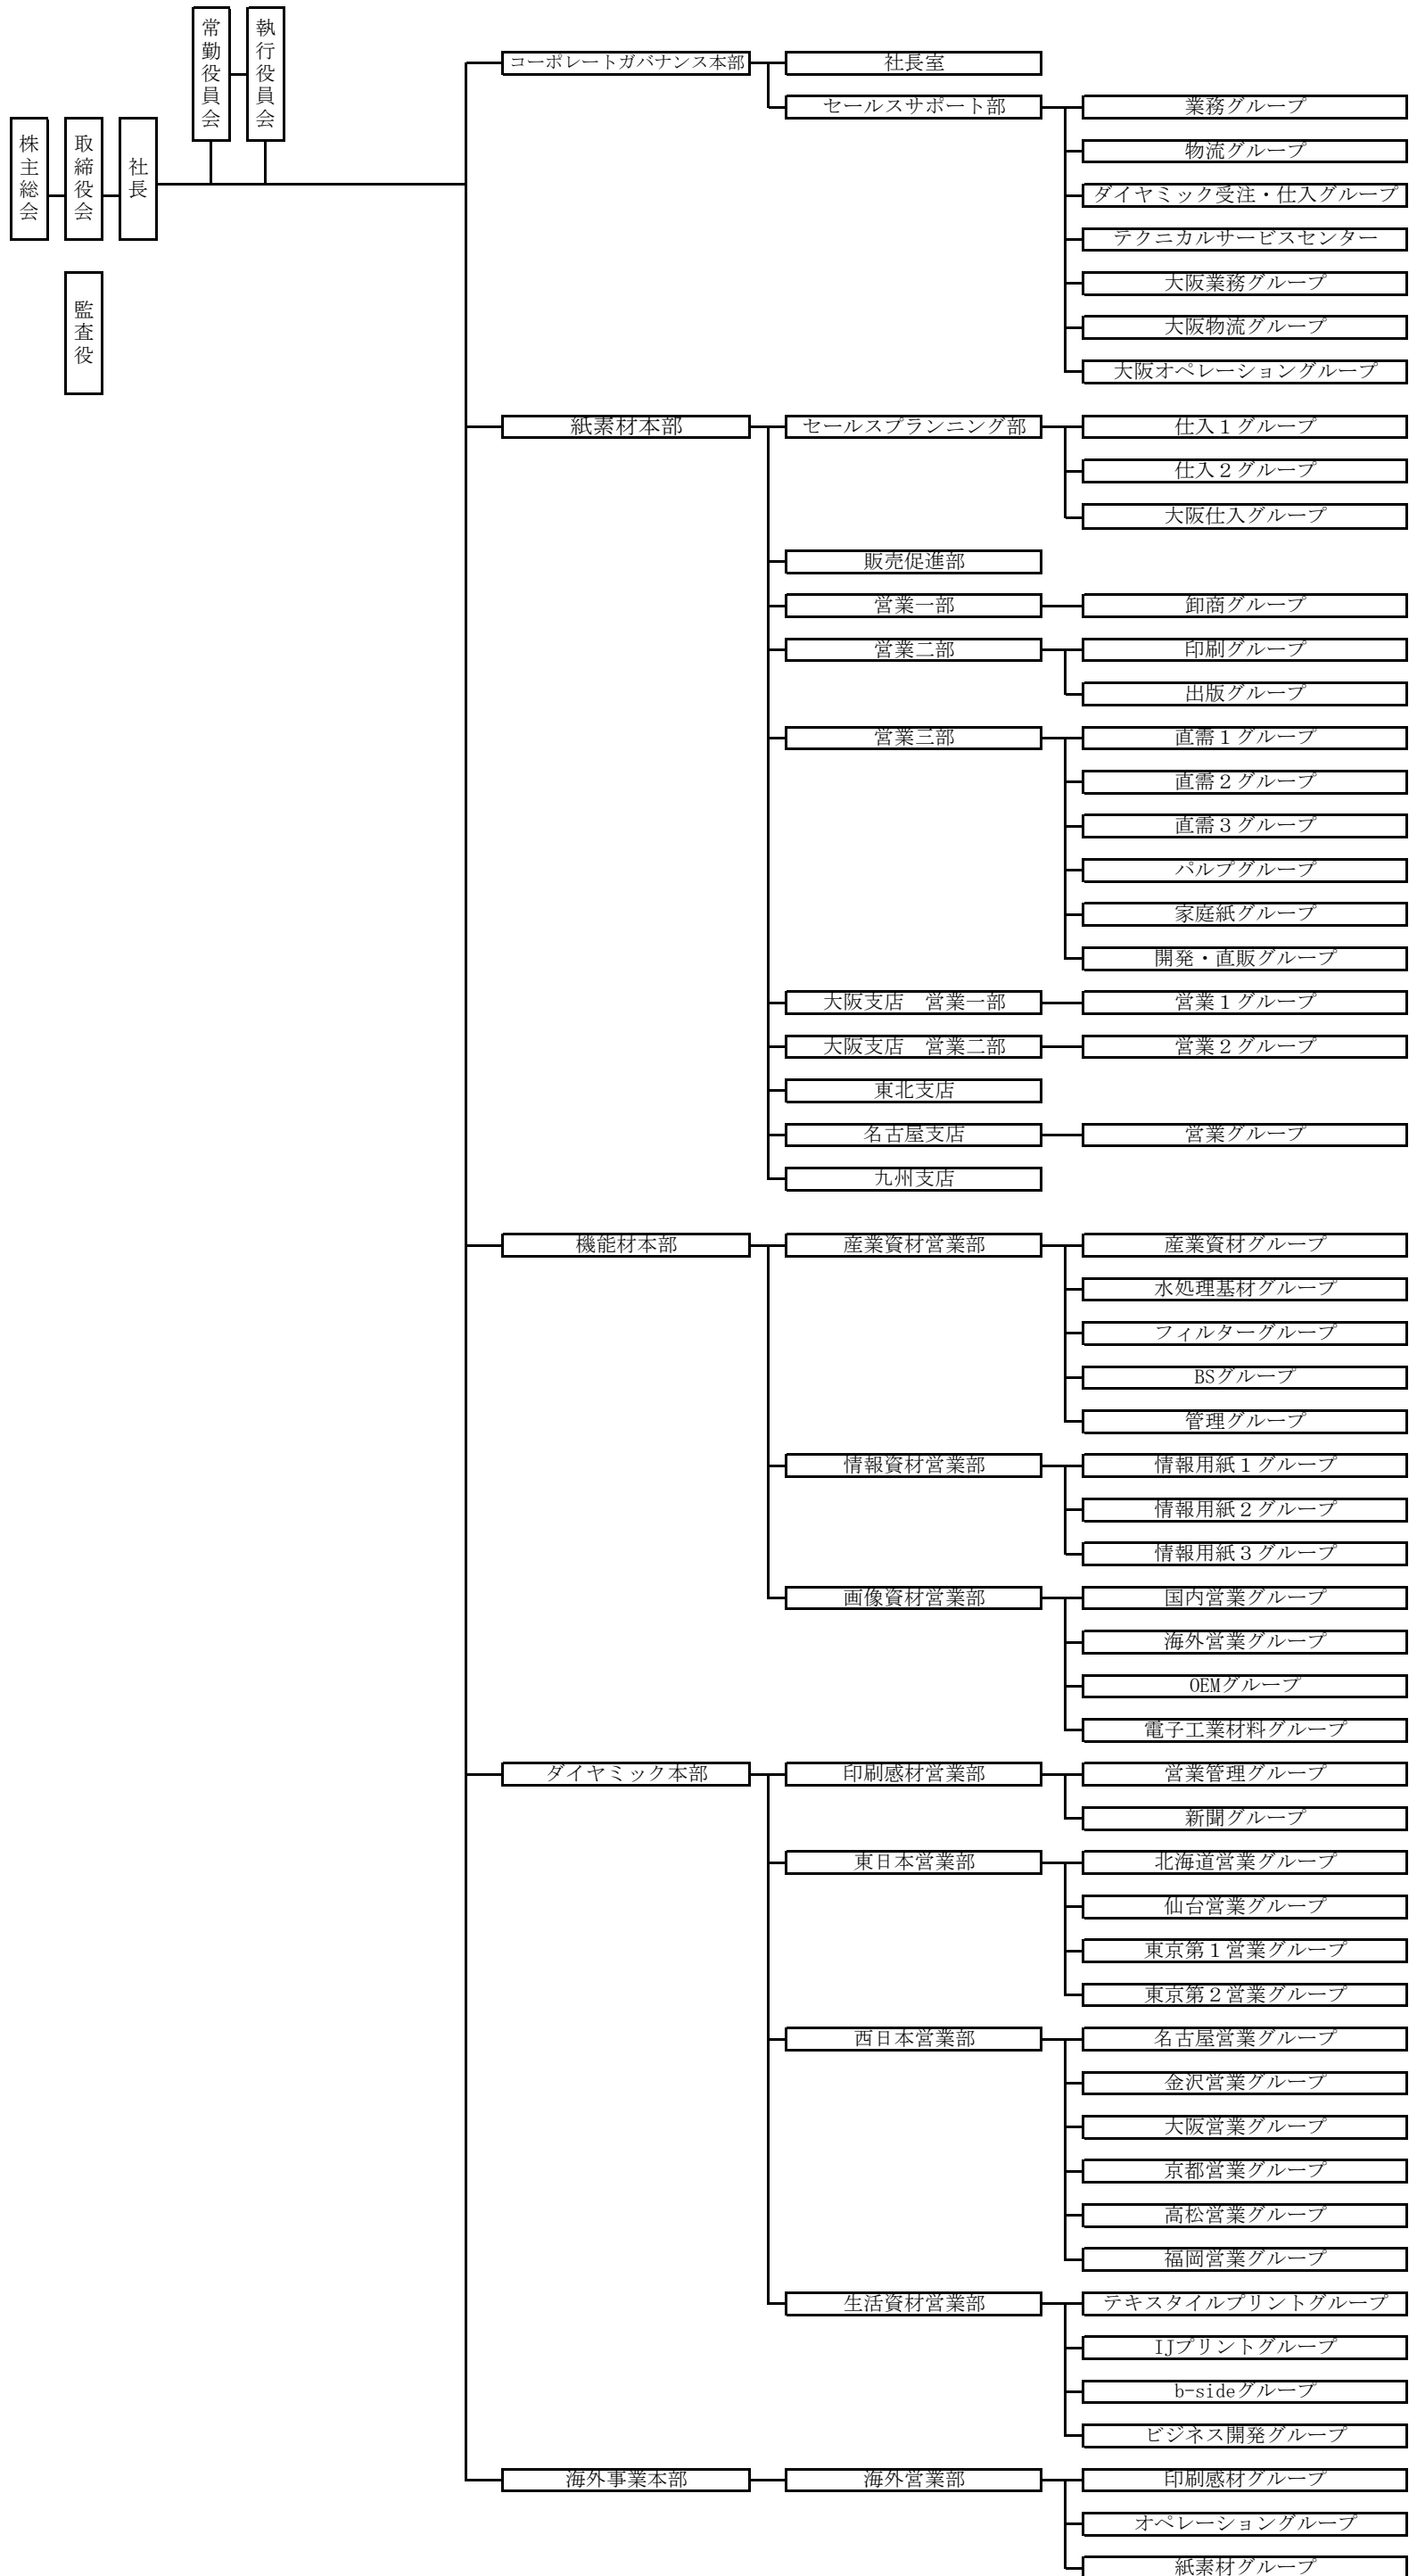 常勤役員会
執行役員会
株主総会
取締役会
社長
監査役
コーポレートガバナンス本部
社長室
セールスサポート部
業務グループ
物流グループ
ダイヤミック受注・仕入グループ
テクニカルサービスセンター
大阪業務グループ
大阪物流グループ
大阪オペレーショングループ
紙素材本部
セールスプランニング部
仕入１グループ
仕入２グループ
大阪仕入グループ
販売促進部
営業一部
卸商グループ
営業二部
印刷グループ
出版グループ
営業三部
直需１グループ
直需２グループ
直需３グループ
パルプグループ
家庭紙グループ
開発・直販グループ
大阪支店　営業一部
営業１グループ
大阪支店　営業二部
営業２グループ
東北支店
名古屋支店
営業グループ
九州支店
機能材本部
産業資材営業部
産業資材グループ
水処理基材グループ
フィルターグループ
BSグループ
管理グループ
情報資材営業部
情報用紙１グループ
情報用紙２グループ
情報用紙３グループ
画像資材営業部
国内営業グループ
海外営業グループ
OEMグループ
電子工業材料グループ
ダイヤミック本部
印刷感材営業部
営業管理グループ
新聞グループ
東日本営業部
北海道営業グループ
仙台営業グループ
東京第１営業グループ
東京第２営業グループ
西日本営業部
名古屋営業グループ
金沢営業グループ
大阪営業グループ
京都営業グループ
高松営業グループ
福岡営業グループ
生活資材営業部
テキスタイルプリントグループ
IJプリントグループ
b-sideグループ
ビジネス開発グループ
海外事業本部
海外営業部
印刷感材グループ
オペレーショングループ
紙素材グループ